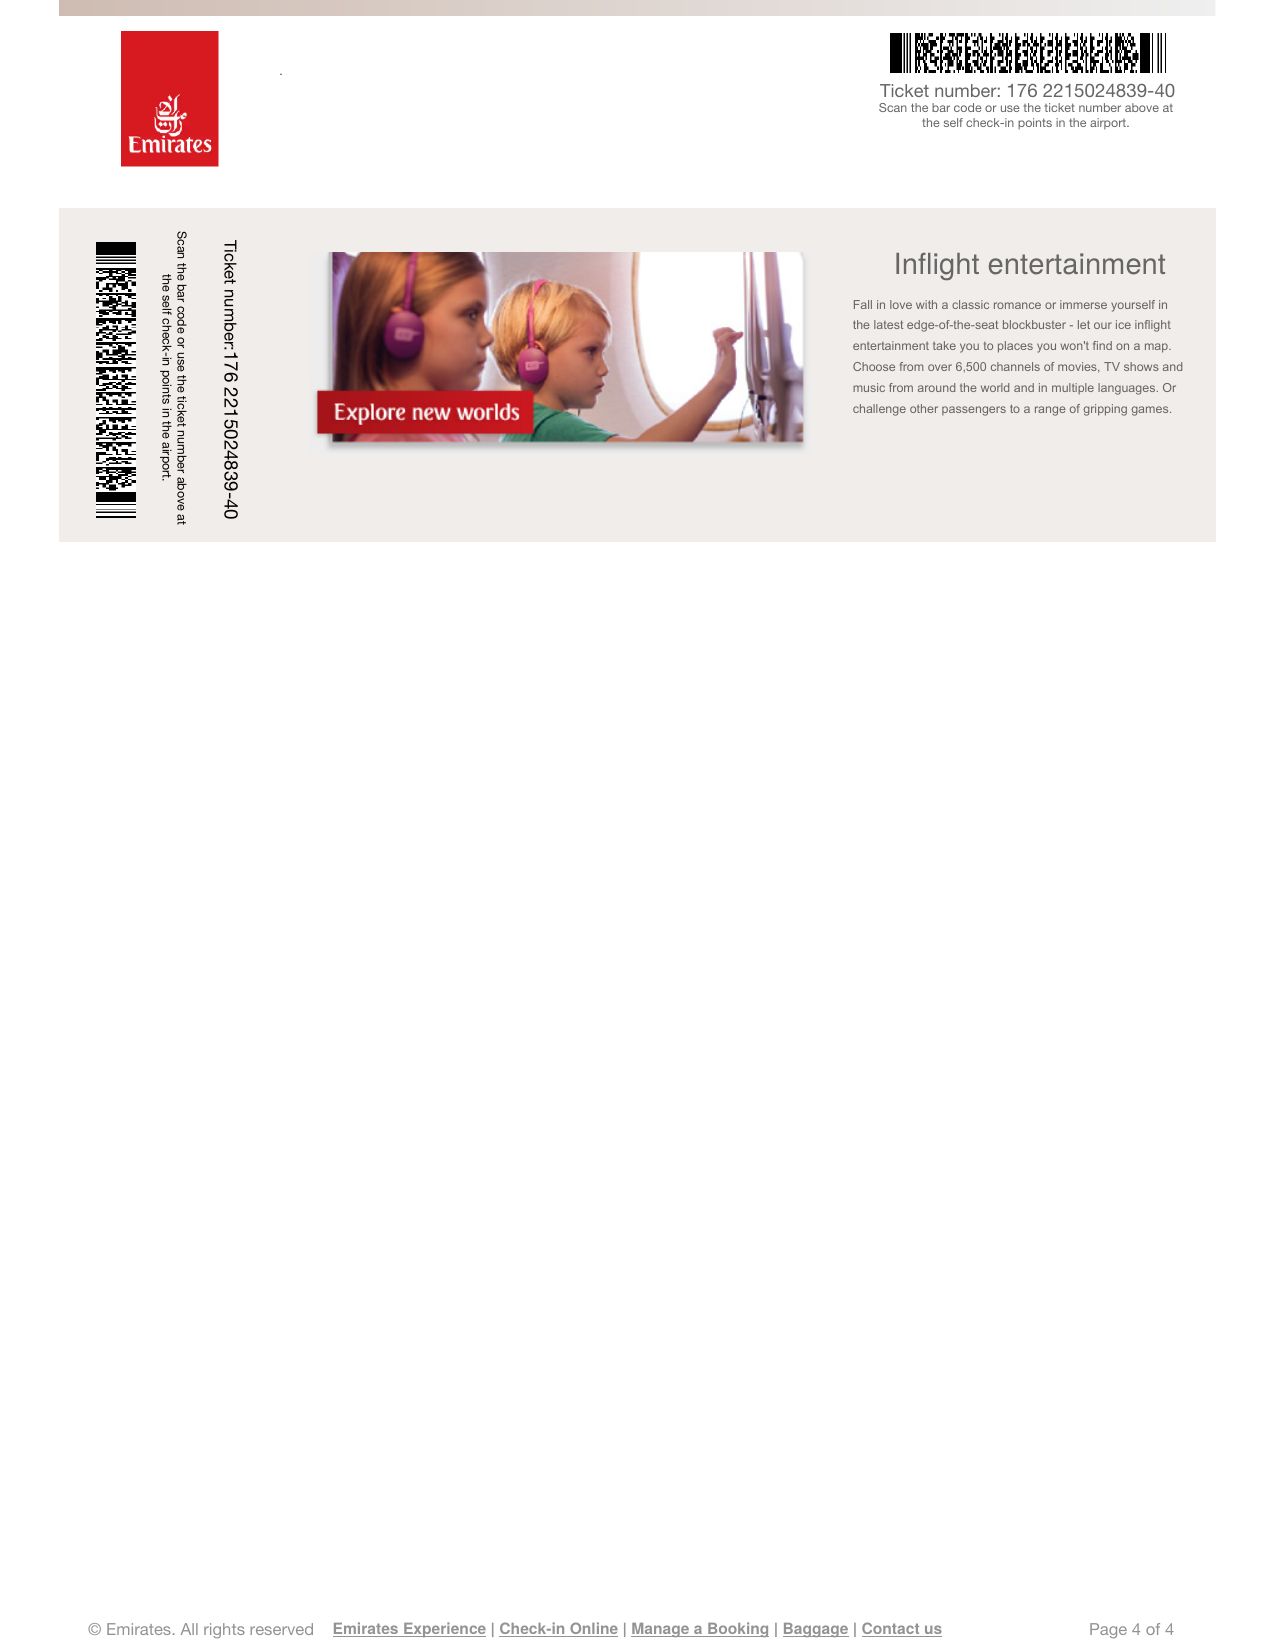 Emirates
Ticket number: 176 2215024839-40
Scan the bar code or use the ticket number above at
the self check-in points in the airport.
Ticket number:176 2215024839-40
Scan the bar code or use the ticket number above at
the self check-in points in the airport.
Explore new worlds
Inflight entertainment
Fall in love with a classic romance or immerse yourself in
the latest edge-of-the-seat blockbuster - let our ice inflight
entertainment take you to places you won't find on a map.
Choose from over 6,500 channels of movies, TV shows and
music from around the world and in multiple languages. Or
challenge other passengers to a range of gripping games.
© Emirates. All rights reserved Emirates Experience | Check-in Online | Manage a Booking | Baggage | Contact us Page 4 of 4